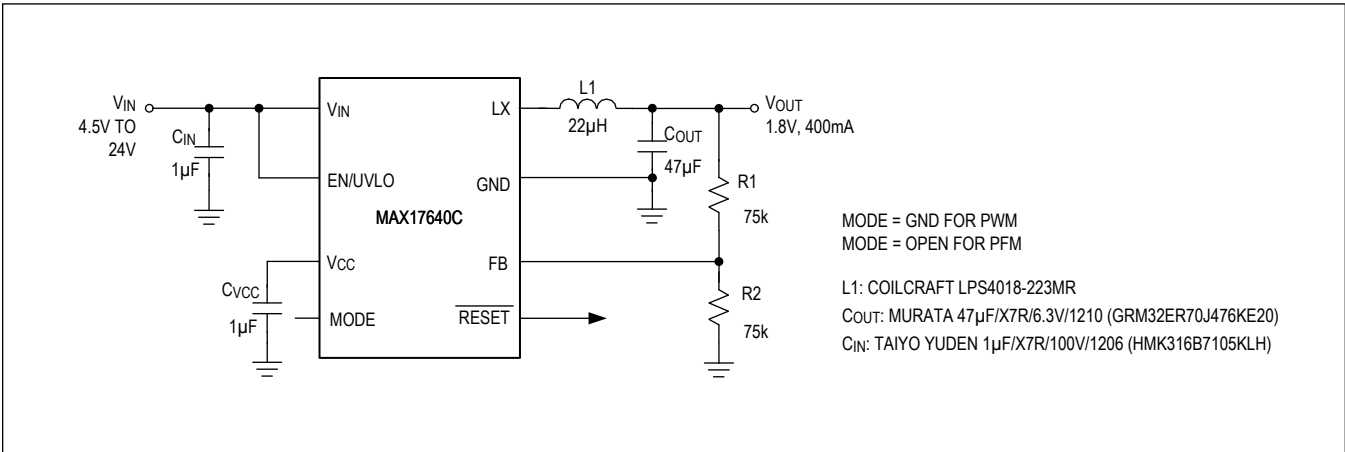 VIN
4.5V TO
24V
CIN
1µF
VIN
EN/UVLO
MAX17640C
VCC
CVCC
1µF
MODE
LX
GND
FB
RESET
L1
22µH
COUT
47µF
VOUT
1.8V, 400mA
R1
75k
R2
75k
MODE = GND FOR PWM
MODE = OPEN FOR PFM
L1: COILCRAFT LPS4018-223MR
COUT: MURATA 47µF/X7R/6.3V/1210 (GRM32ER70J476KE20)
CIN: TAIYO YUDEN 1µF/X7R/100V/1206 (HMK316B7105KLH)